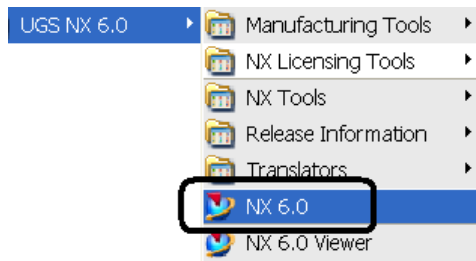 UGS NX 6.0
Manufacturing Tools
NX Licensing Tools
NX Tools
Release Information
Translators
NX 6.0
NX 6.0 Viewer